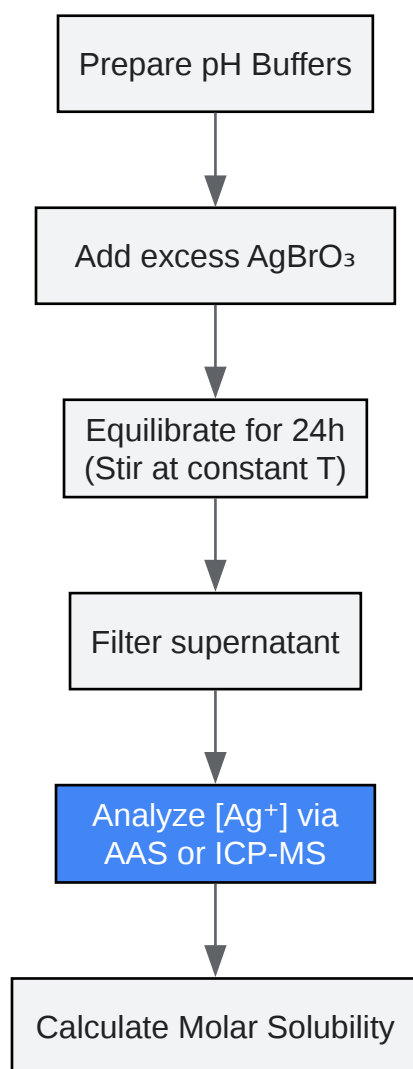 Prepare pH Buffers
Add excess AgBrO₃
Equilibrate for 24h
(Stir at constant T)
Filter supernatant
Analyze [Ag⁺] via
AAS or ICP-MS
Calculate Molar Solubility